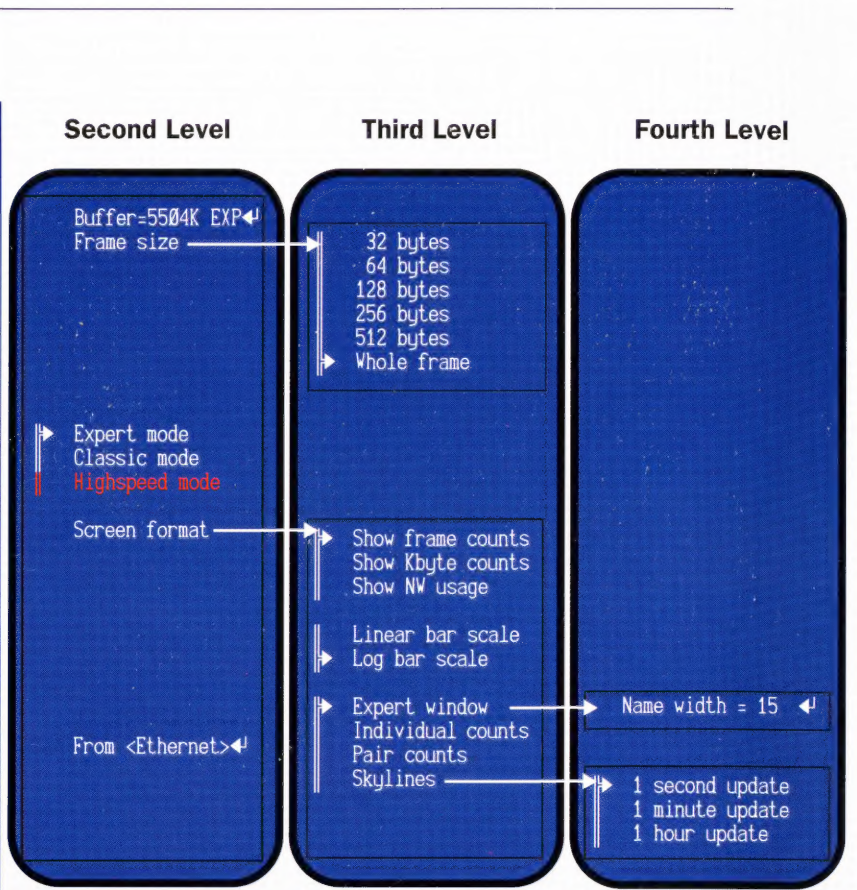 Second Level
Third Level
Fourth Level
Buffer=5504K EXP↵
Frame size
Expert mode
Classic mode
Highspeed mode
Screen format
From <Ethernet>↵
32 bytes
64 bytes
128 bytes
256 bytes
512 bytes
Whole frame
Show frame counts
Show Kbyte counts
Show NW usage
Linear bar scale
Log bar scale
Expert window
Individual counts
Pair counts
Skylines
Name width = 15 ↵
1 second update
1 minute update
1 hour update